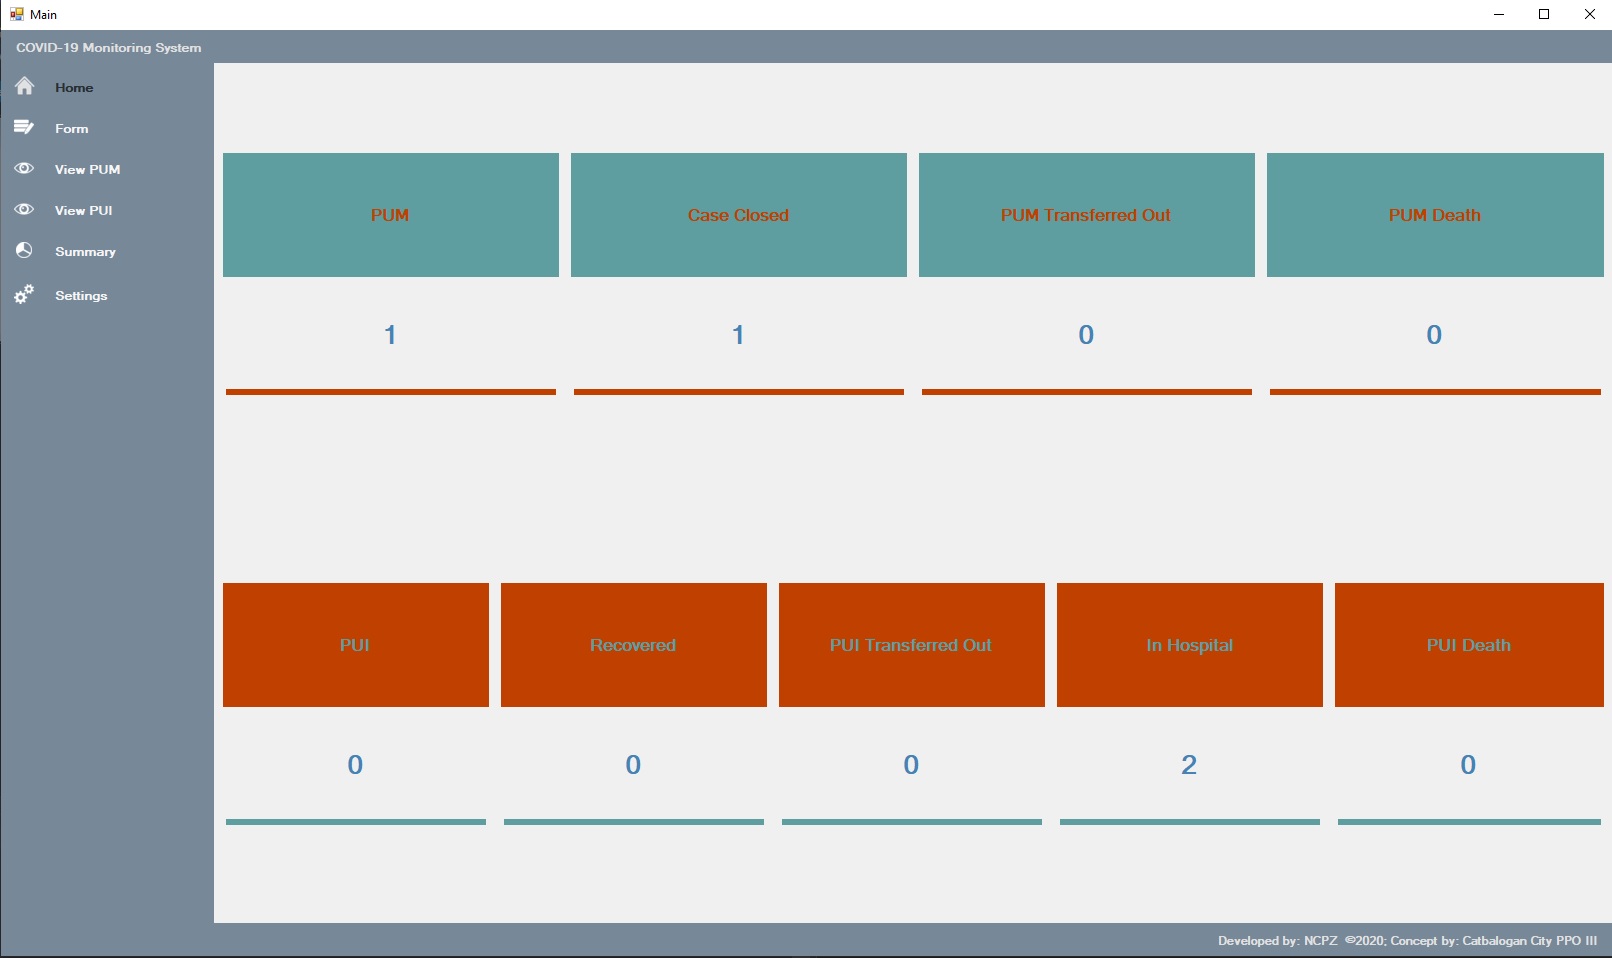 Main
COVID-19 Monitoring System
Home
Form
View PUM
View PUI
Summary
Settings
PUM
Case Closed
PUM Transferred Out
PUM Death
1
1
0
0
PUI
Recovered
PUI Transferred Out
In Hospital
PUI Death
0
0
0
2
0
Developed by: NCPZ ©2020; Concept by: Catbalogan City PPO III